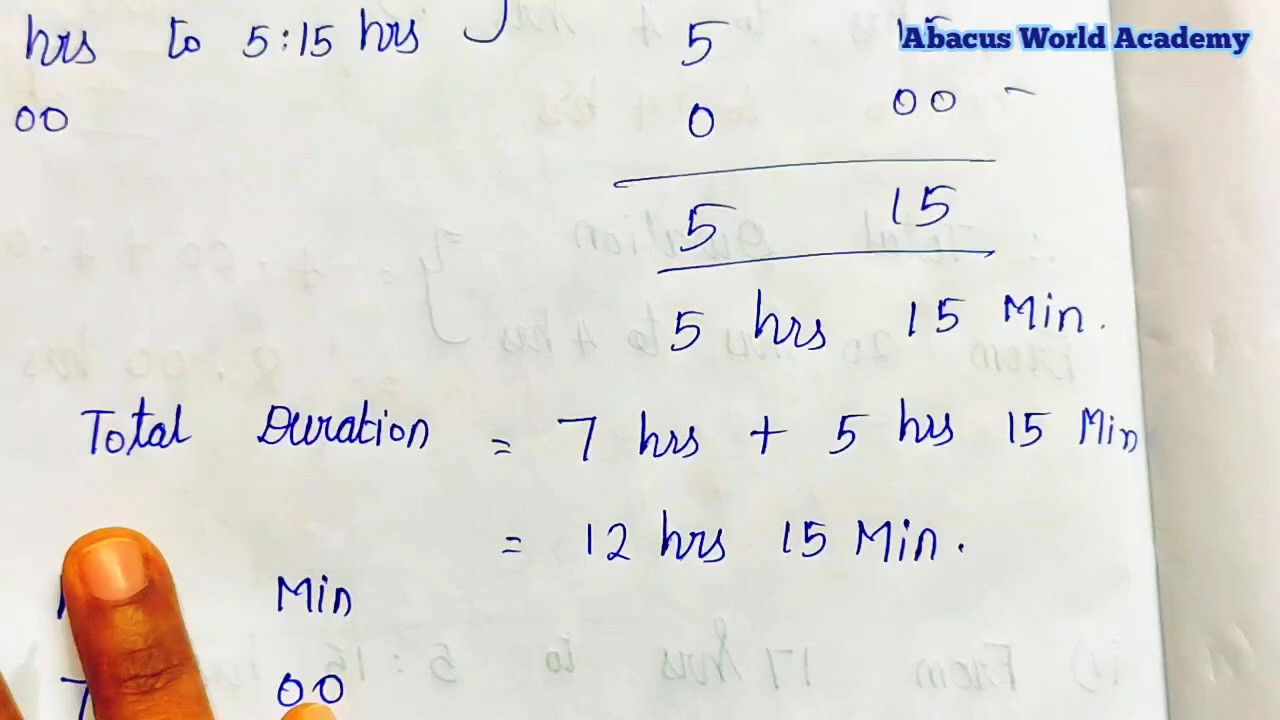 hrs to 5:15 hrs 5
Abacus World Academy
00 0 00 -
5 15
5 hrs 15 Min.
Total Duration = 7 hrs + 5 hrs 15 Min
= 12 hrs 15 Min.
Min
7 00